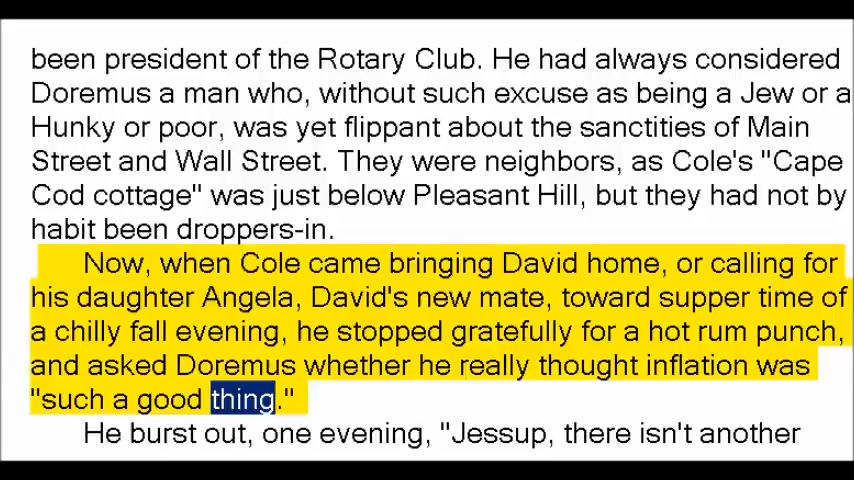 been president of the Rotary Club. He had always considered
Doremus a man who, without such excuse as being a Jew or a
Hunky or poor, was yet flippant about the sanctities of Main
Street and Wall Street. They were neighbors, as Cole's "Cape
Cod cottage" was just below Pleasant Hill, but they had not by
habit been droppers-in.
Now, when Cole came bringing David home, or calling for
his daughter Angela, David's new mate, toward supper time of
a chilly fall evening, he stopped gratefully for a hot rum punch,
and asked Doremus whether he really thought inflation was
"such a good thing."
He burst out, one evening, "Jessup, there isn't another